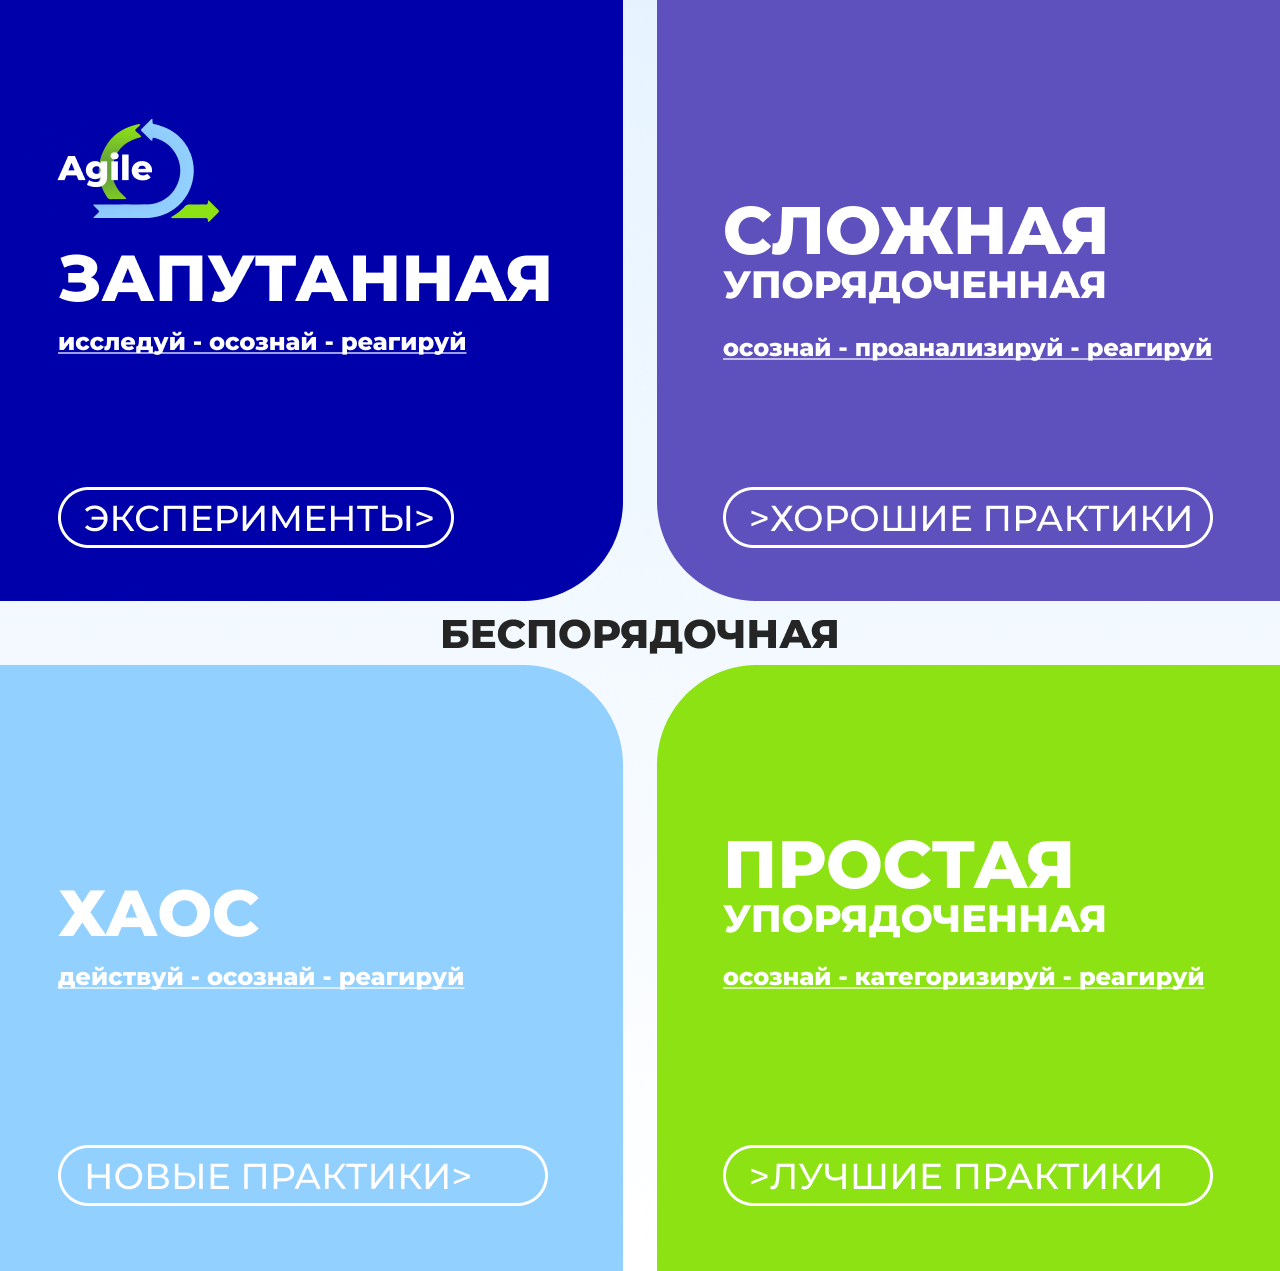 Agile
ЗАПУТАННАЯ
исследуй - осознай - реагируй
ЭКСПЕРИМЕНТЫ>
СЛОЖНАЯ
УПОРЯДОЧЕННАЯ
осознай - проанализируй - реагируй
>ХОРОШИЕ ПРАКТИКИ
БЕСПОРЯДОЧНАЯ
ХАОС
действуй - осознай - реагируй
НОВЫЕ ПРАКТИКИ>
ПРОСТАЯ
УПОРЯДОЧЕННАЯ
осознай - категоризируй - реагируй
>ЛУЧШИЕ ПРАКТИКИ